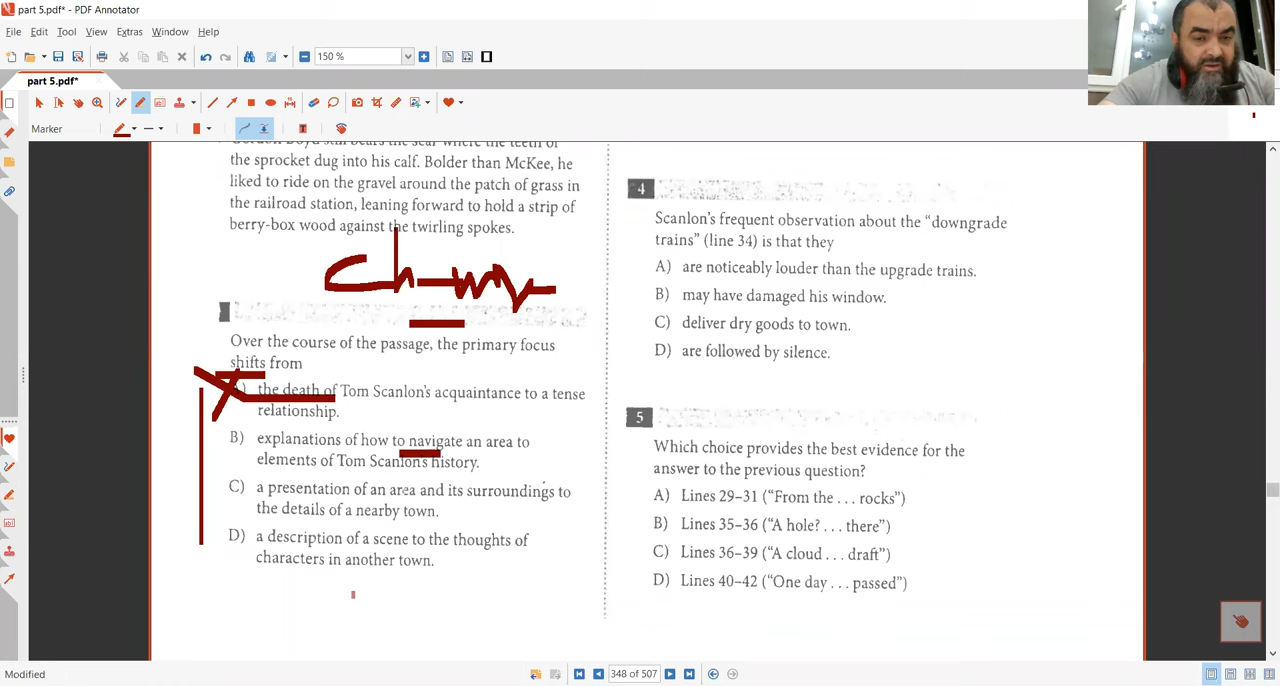 part 5.pdf* - PDF Annotator
File Edit Tool View Extras Window Help
150 %
part 5.pdf*
Marker
the sprocket dug into his calf. Bolder than McKee, he
liked to ride on the gravel around the patch of grass in
the railroad station, leaning forward to hold a strip of
berry-box wood against the twirling spokes.
Over the course of the passage, the primary focus
shifts from
the death of Tom Scanlon's acquaintance to a tense
relationship.
B) explanations of how to navigate an area to
elements of Tom Scanlon's history.
C) a presentation of an area and its surroundings to
the details of a nearby town.
D) a description of a scene to the thoughts of
characters in another town.
4
Scanlon's frequent observation about the “downgrade
trains” (line 34) is that they
A) are noticeably louder than the upgrade trains.
B) may have damaged his window.
C) deliver dry goods to town.
D) are followed by silence.
5
Which choice provides the best evidence for the
answer to the previous question?
A) Lines 29–31 (“From the . . . rocks”)
B) Lines 35–36 (“A hole? . . . there”)
C) Lines 36–39 (“A cloud . . . draft”)
D) Lines 40–42 (“One day . . . passed”)
Modified
348 of 507